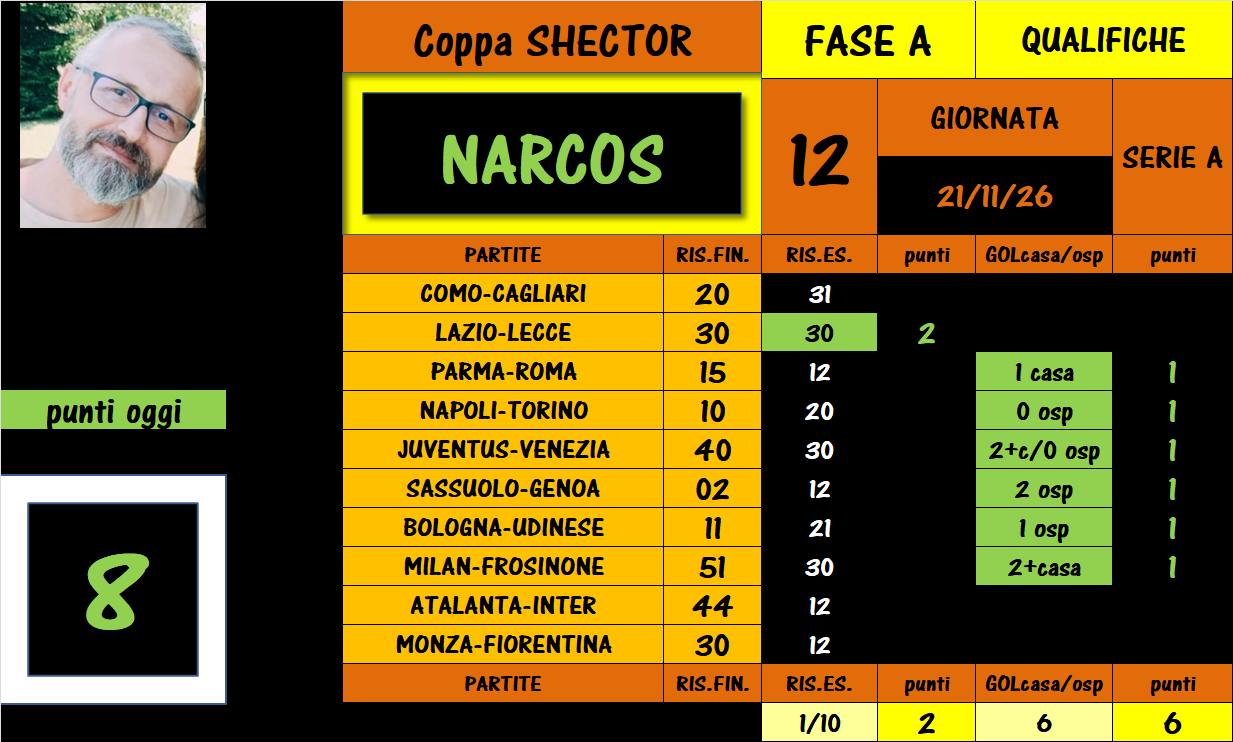 Coppa SHECTOR FASE A QUALIFICHE
NARCOS 12 GIORNATA SERIE A
21/11/26
PARTITE RIS.FIN. RIS.ES. punti GOLcasa/osp punti
COMO-CAGLIARI 20 31
LAZIO-LECCE 30 30 2
PARMA-ROMA 15 12 1 casa 1
punti oggi
NAPOLI-TORINO 10 20 0 osp 1
JUVENTUS-VENEZIA 40 30 2+c/0 osp 1
SASSUOLO-GENOA 02 12 2 osp 1
BOLOGNA-UDINESE 11 21 1 osp 1
MILAN-FROSINONE 51 30 2+casa 1
8
ATALANTA-INTER 44 12
MONZA-FIORENTINA 30 12
PARTITE RIS.FIN. RIS.ES. punti GOLcasa/osp punti
1/10 2 6 6